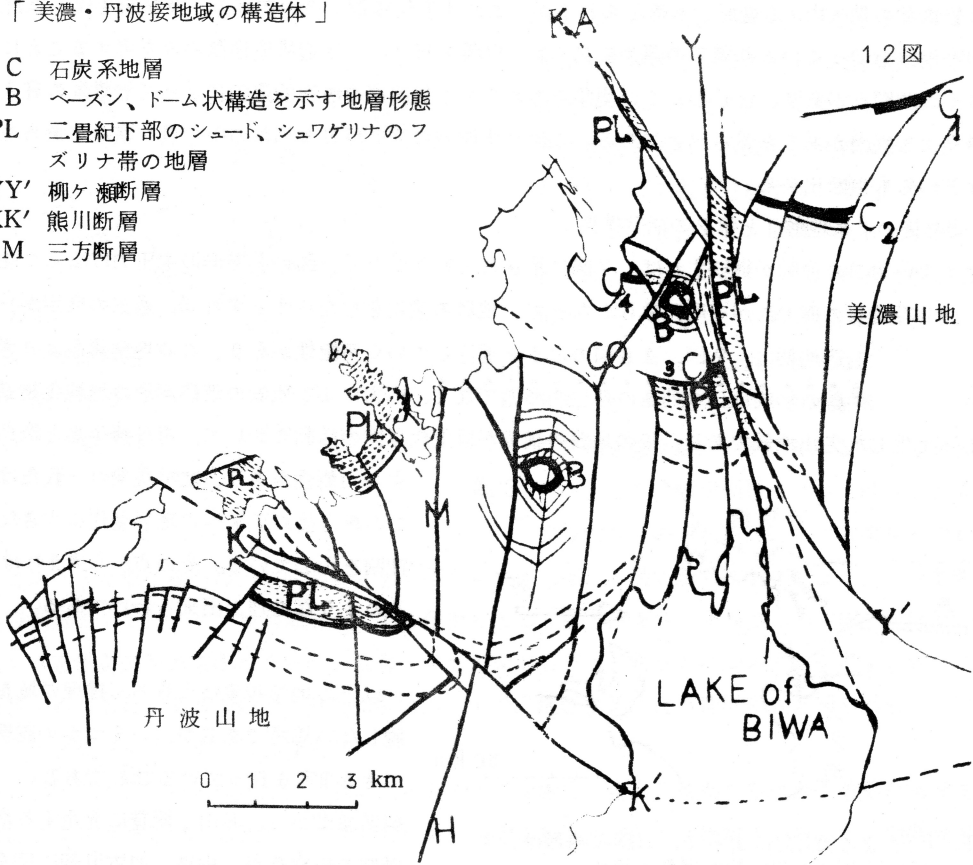 「美濃・丹波接地域の構造体」
12図
C 石炭系地層
B ベーズン、ドーム状構造を示す地層形態
PL 二畳紀下部のシュード、シュワゲリナのフ
ズリナ帯の地層
YY′ 柳ヶ瀬断層
KK′ 熊川断層
M 三方断層
KA
Y
C
1
PL
C2
C4
PL
B
美濃山地
CO
3 C
PL
PL
PL
B
M
K
PL
Y′
丹波山地
LAKE of
BIWA
0 1 2 3 km
K′
H